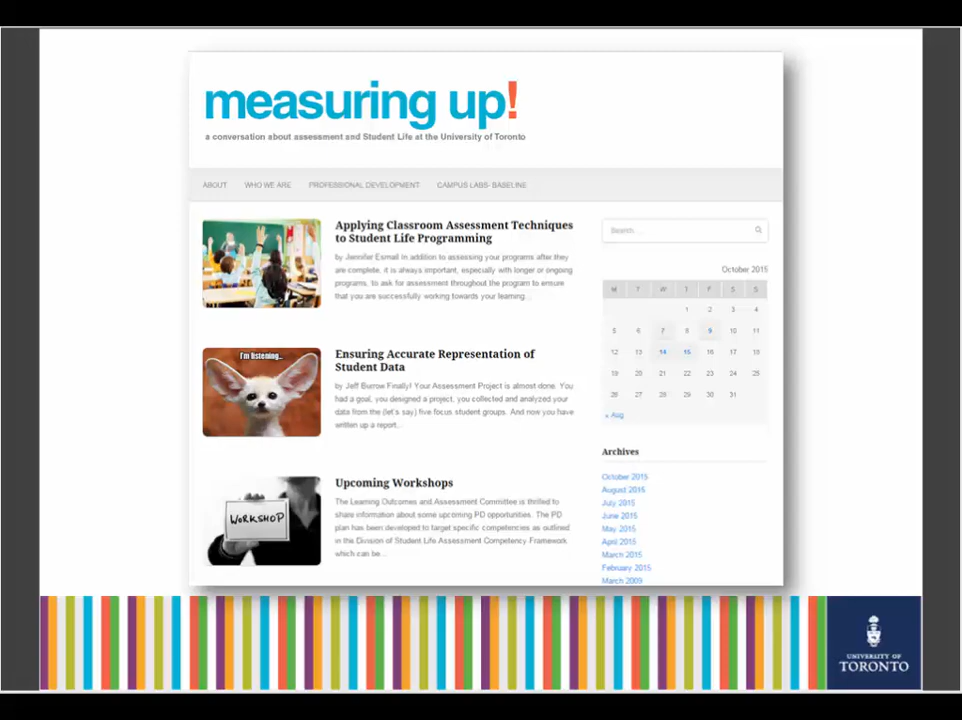 measuring up!
a conversation about assessment and Student Life at the University of Toronto
ABOUT WHO WE ARE PROFESSIONAL DEVELOPMENT CAMPUS LABS- BASELINE
Applying Classroom Assessment Techniques
to Student Life Programming
by Jennifer Esmail In addition to assessing your programs after they
are complete, it is always important, especially with longer or ongoing
programs, to ask for assessment throughout the program to ensure
that you are successfully working towards your learning...
I'm listening...
Ensuring Accurate Representation of
Student Data
by Jeff Burrow Finally! Your Assessment Project is almost done. You
had a goal, you designed a project, you collected and analyzed your
data from the (let's say) five focus student groups. And now you have
written up a report...
WORKSHOP
Upcoming Workshops
The Learning Outcomes and Assessment Committee is thrilled to
share information about some upcoming PD opportunities. The PD
plan has been developed to target specific competencies as outlined
in the Division of Student Life Assessment Competency Framework
which can be...
Search...
October 2015
M T W T F S S
1 2 3 4
5 6 7 8 9 10 11
12 13 14 15 16 17 18
19 20 21 22 23 24 25
26 27 28 29 30 31
« Aug
Archives
October 2015
August 2015
July 2015
June 2015
May 2015
April 2015
March 2015
February 2015
March 2009
UNIVERSITY OF
TORONTO